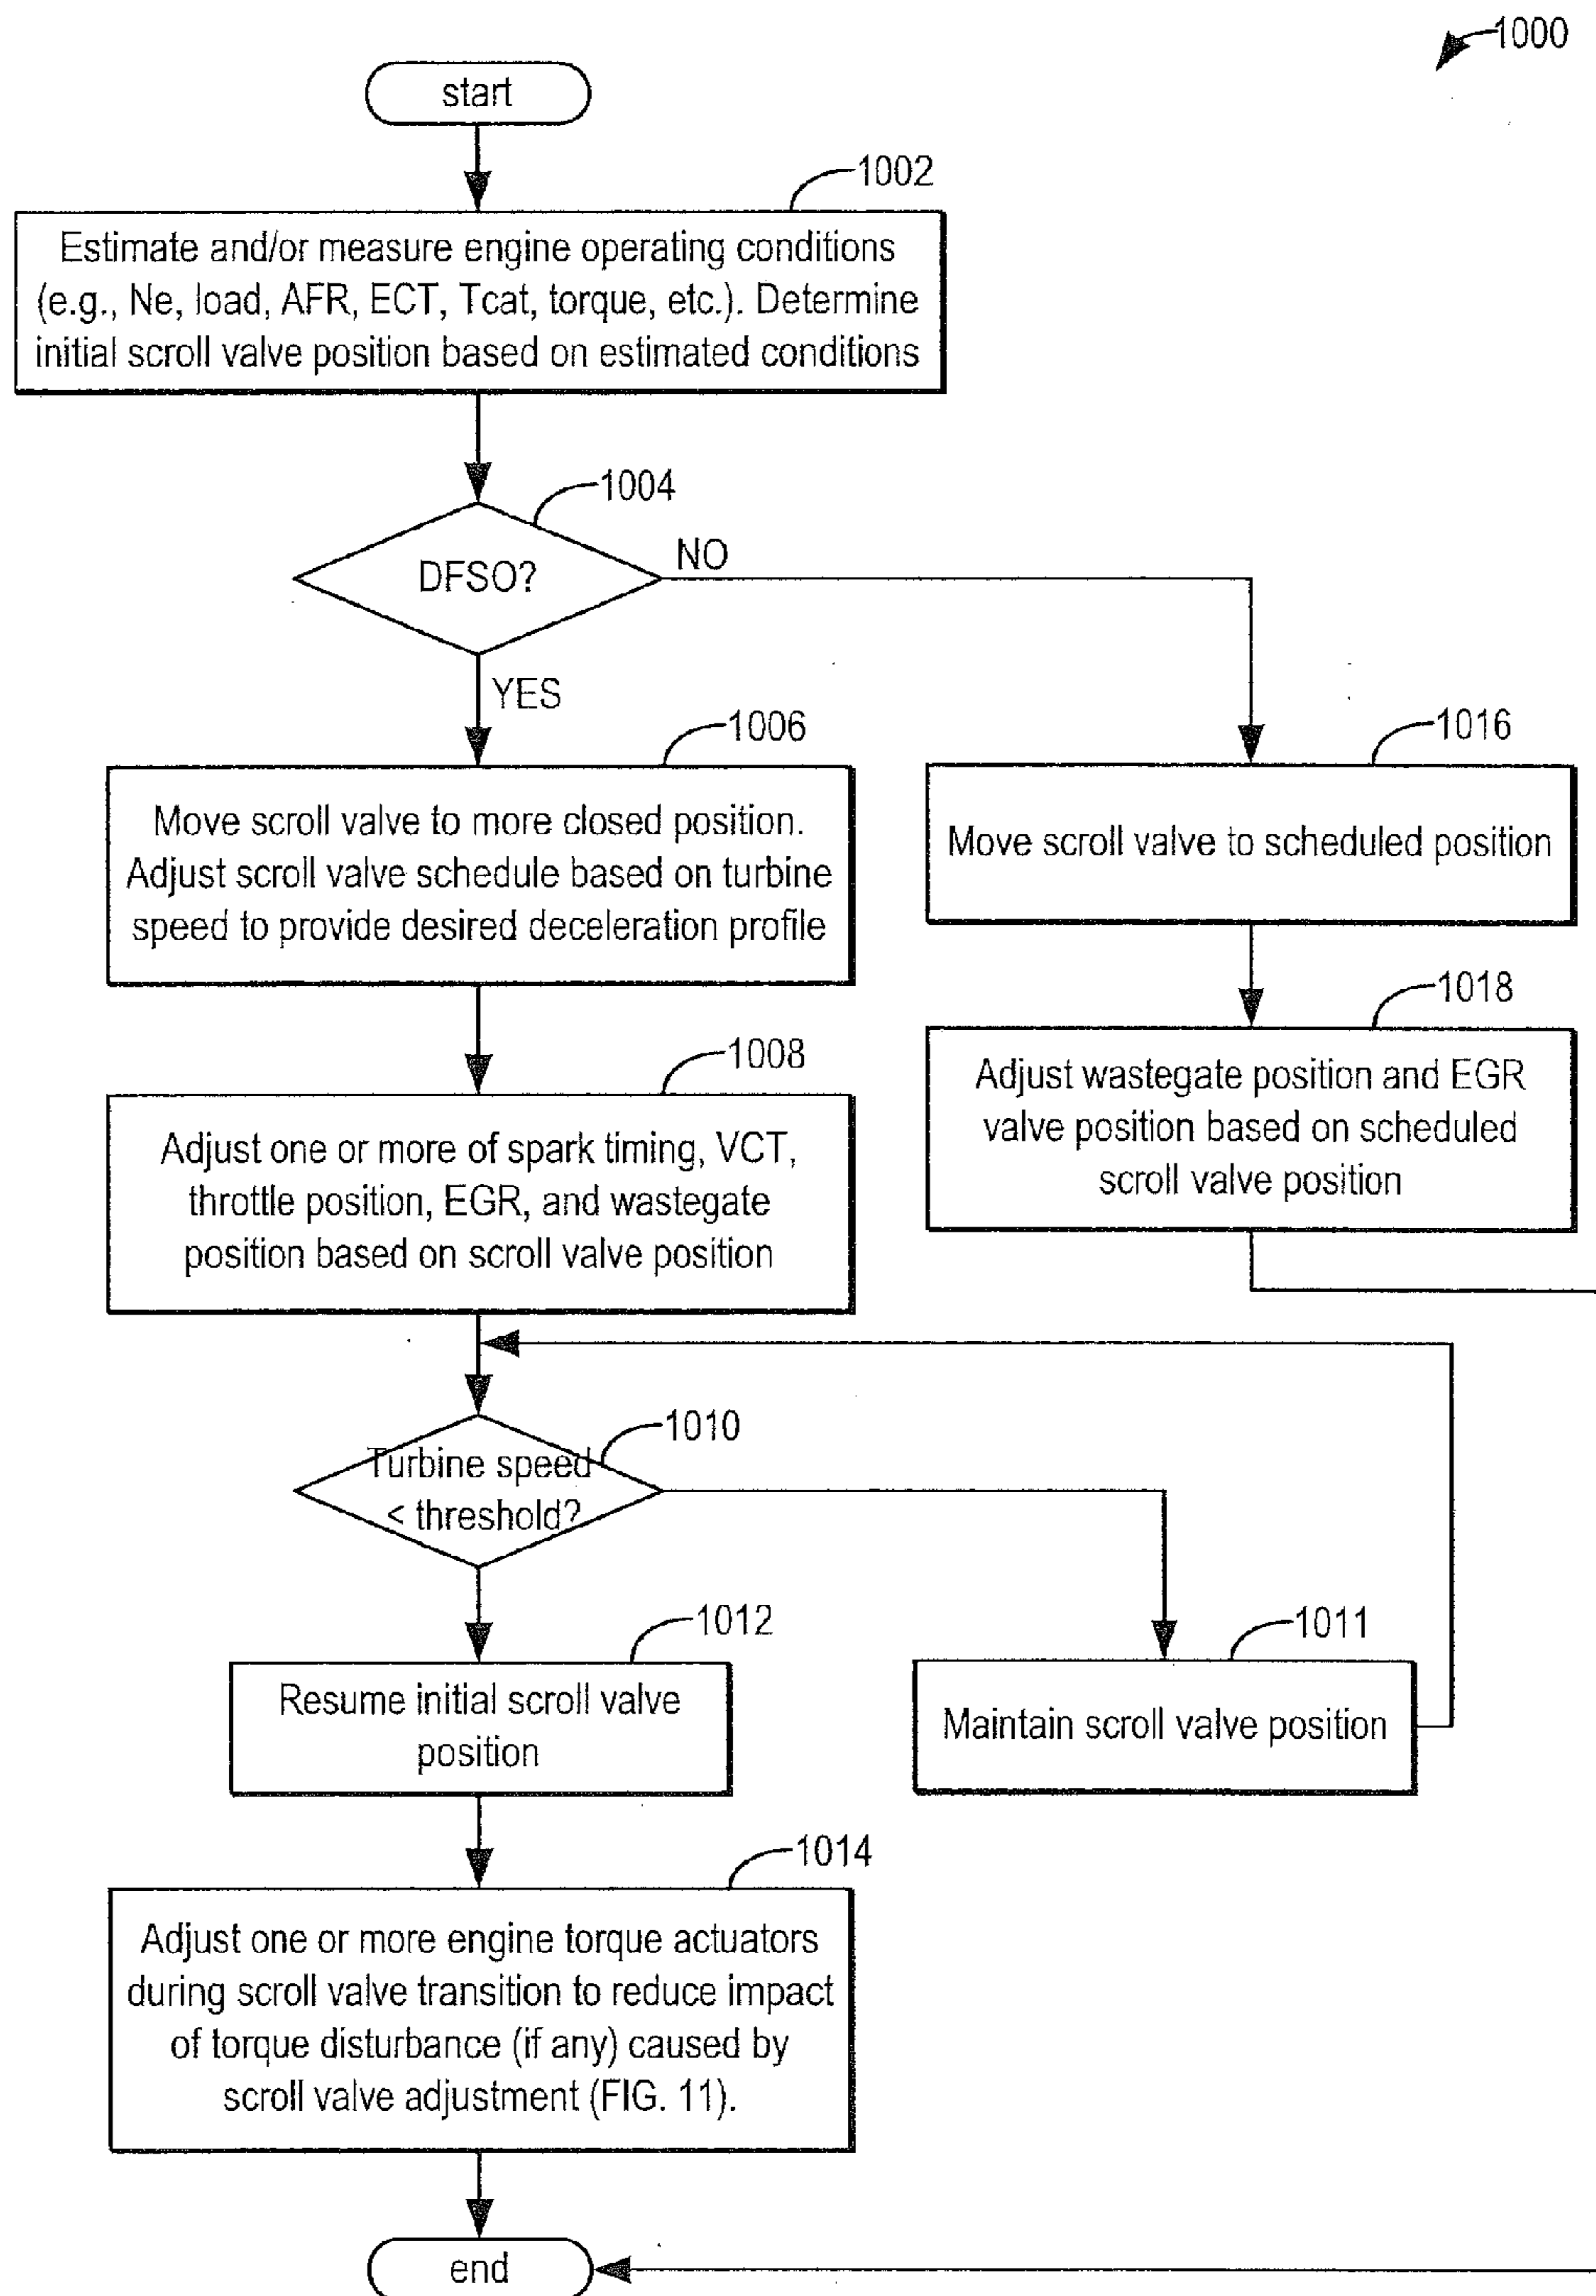 1000
start
1002
Estimate and/or measure engine operating conditions
(e.g., Ne, load, AFR, ECT, Tcat, torque, etc.). Determine
initial scroll valve position based on estimated conditions
1004
DFSO?
NO
YES
1006
Move scroll valve to more closed position.
Adjust scroll valve schedule based on turbine
speed to provide desired deceleration profile
1016
Move scroll valve to scheduled position
1018
Adjust wastegate position and EGR
valve position based on scheduled
scroll valve position
1008
Adjust one or more of spark timing, VCT,
throttle position, EGR, and wastegate
position based on scroll valve position
1010
Turbine speed
< threshold?
1012
Resume initial scroll valve
position
1011
Maintain scroll valve position
1014
Adjust one or more engine torque actuators
during scroll valve transition to reduce impact
of torque disturbance (if any) caused by
scroll valve adjustment (FIG. 11).
end